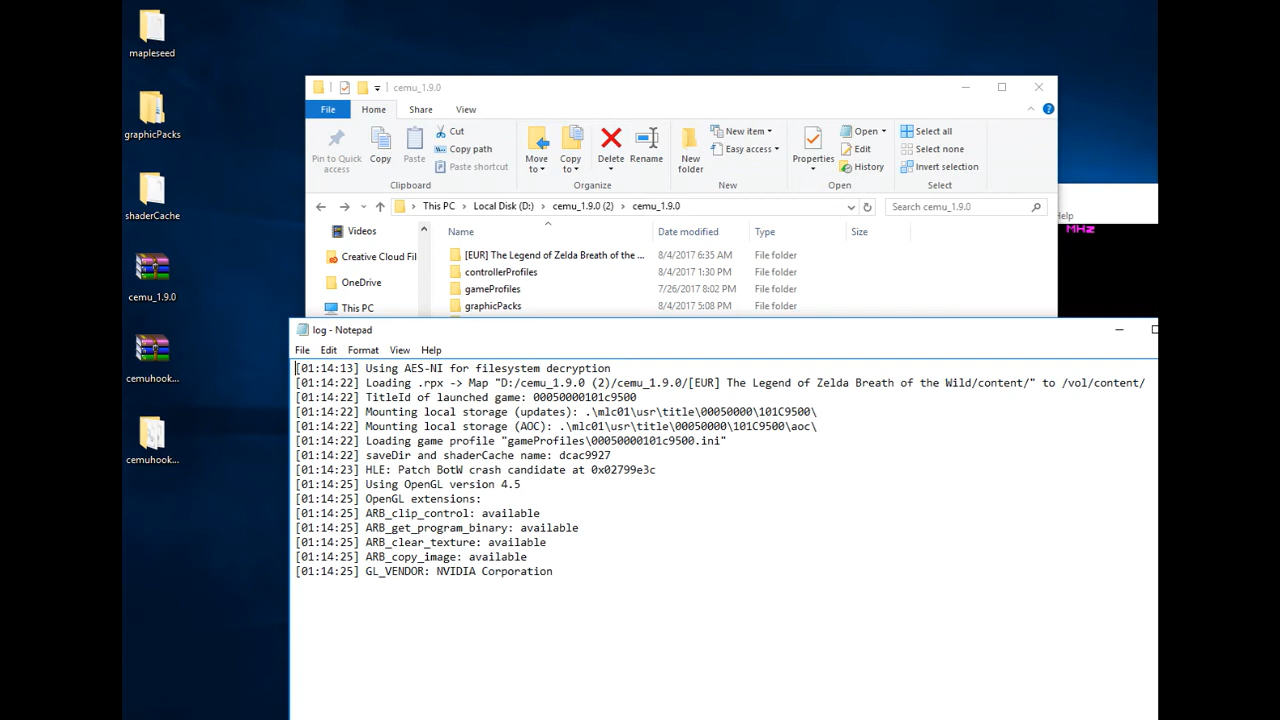 mapleseed
graphicPacks
shaderCache
cemu_1.9.0
cemuhook...
cemuhook...
cemu_1.9.0
File Home Share View
Pin to Quick access
Copy
Paste
Cut
Copy path
Paste shortcut
Clipboard
Move to
Copy to
Delete
Rename
Organize
New folder
New item
Easy access
New
Properties
Open
Edit
History
Open
Select all
Select none
Invert selection
Select
This PC > Local Disk (D:) > cemu_1.9.0 (2) > cemu_1.9.0
Search cemu_1.9.0
Help
MHz
Videos
Creative Cloud Fil
OneDrive
This PC
Name Date modified Type Size
[EUR] The Legend of Zelda Breath of the ... 8/4/2017 6:35 AM File folder
controllerProfiles 8/4/2017 1:30 PM File folder
gameProfiles 7/26/2017 8:02 PM File folder
graphicPacks 8/4/2017 5:08 PM File folder
log - Notepad
File Edit Format View Help
[01:14:13] Using AES-NI for filesystem decryption
[01:14:22] Loading .rpx -> Map "D:/cemu_1.9.0 (2)/cemu_1.9.0/[EUR] The Legend of Zelda Breath of the Wild/content/" to /vol/content/
[01:14:22] TitleId of launched game: 00050000101c9500
[01:14:22] Mounting local storage (updates): .\mlc01\usr\title\00050000\101C9500\
[01:14:22] Mounting local storage (AOC): .\mlc01\usr\title\00050000\101C9500\aoc\
[01:14:22] Loading game profile "gameProfiles\00050000101c9500.ini"
[01:14:22] saveDir and shaderCache name: dcac9927
[01:14:23] HLE: Patch BotW crash candidate at 0x02799e3c
[01:14:25] Using OpenGL version 4.5
[01:14:25] OpenGL extensions:
[01:14:25] ARB_clip_control: available
[01:14:25] ARB_get_program_binary: available
[01:14:25] ARB_clear_texture: available
[01:14:25] ARB_copy_image: available
[01:14:25] GL_VENDOR: NVIDIA Corporation